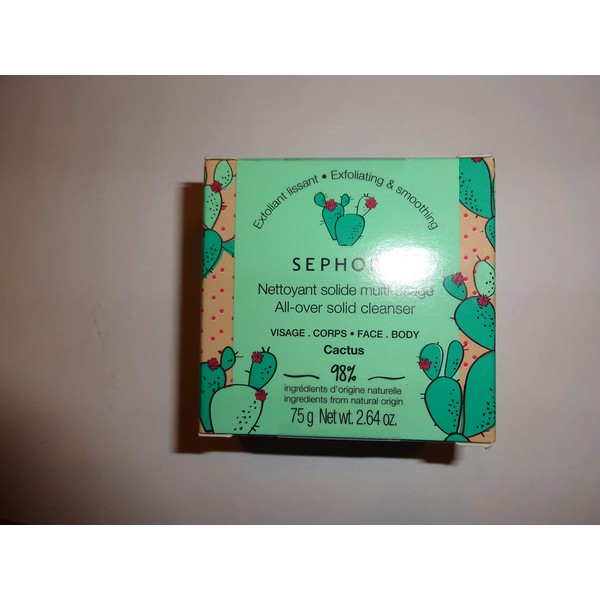 Exfoliant lissant • Exfoliating & smoothing
SEPHOR
Nettoyant solide multi-usage
All-over solid cleanser
VISAGE . CORPS • FACE . BODY
Cactus
98%
ingrédients d'origine naturelle
ingredients from natural origin
75 g Net wt. 2.64 oz.